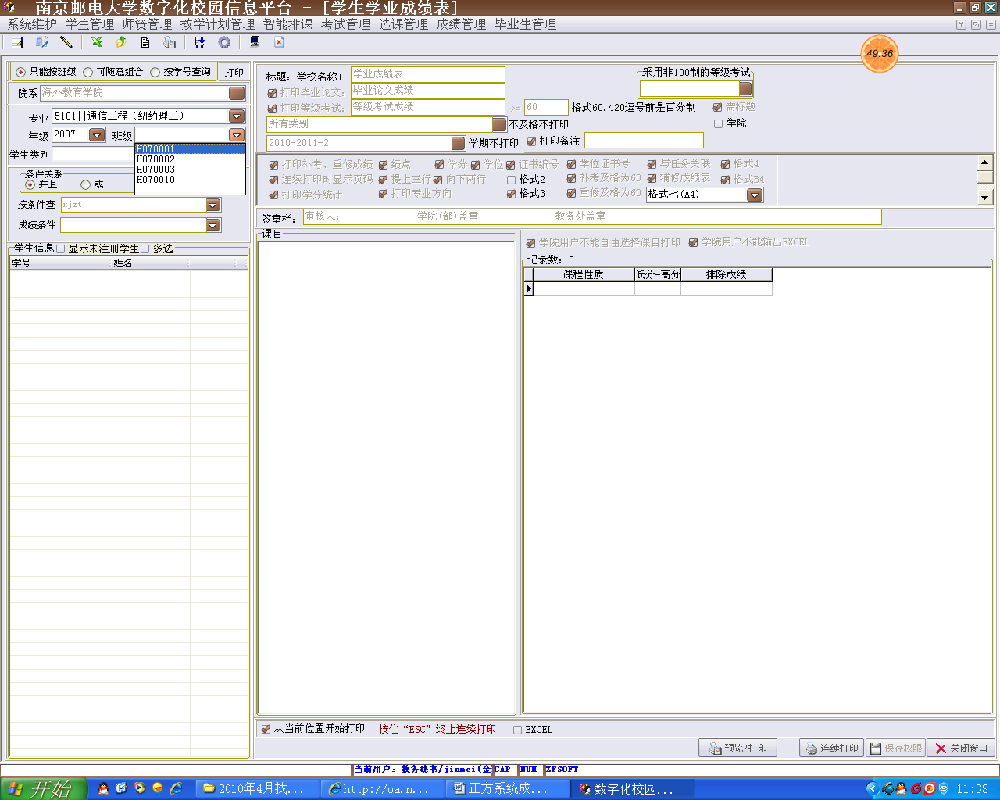 南京邮电大学数字化校园信息平台 - [学生学业成绩表]
系统维护 学生管理 师资管理 教学计划管理 智能排课 考试管理 选课管理 成绩管理 毕业生管理
49:36
只能按班级 可随意组合 按学号查询 打印
院系 海外教育学院
专业 5101||通信工程（纽约理工）
年级 2007 班级
H070001
H070002
H070003
H070010
学生类别
条件关系
并且 或
按条件查 xjzt
成绩条件
学生信息 显示未注册学生 多选
学号 姓名
标题：学校名称+ 学业成绩表
打印毕业论文： 毕业论文成绩
打印等级考试： 等级考试成绩 >= 60 格式60,420逗号前是百分制
所有类别 不及格不打印
2010-2011-2 学期不打印 打印备注
采用非100制的等级考试
需标题
学院
打印补考、重修成绩 绩点 学分 学位 证书编号 学位证书号 与任务关联 格式4
连续打印时显示页码 提上三行 向下两行 格式2 补考及格为60 辅修成绩表 格式B4
打印学分统计 打印专业方向 格式3 重修及格为60 格式七(A4)
签章栏： 审核人： 学院(部)盖章 教务处盖章
课目
学院用户不能自由选择课目打印 学院用户不能输出EXCEL
记录数：0
课程性质 低分-高分 排除成绩
从当前位置开始打印 按住“ESC”终止连续打印 EXCEL
预览/打印 连续打印 保存权限 关闭窗口
当前用户：教务秘书/jinmei(金 CAP NUM ZFSOFT
开始 2010年4月找... http://oa.n... 正方系统成... 数字化校园... 11:38